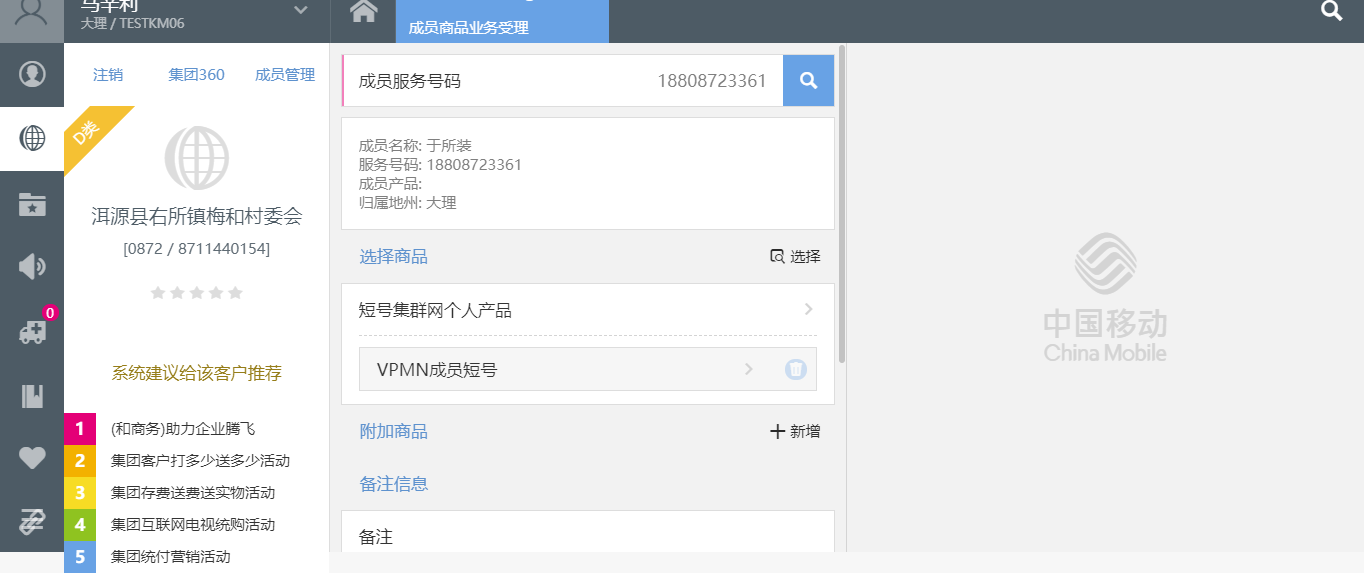 马辛利
大理 / TESTKM06
成员商品业务受理
注销 集团360 成员管理
D类
洱源县右所镇梅和村委会
[0872 / 8711440154]
0
系统建议给该客户推荐
1 (和商务)助力企业腾飞
2 集团客户打多少送多少活动
3 集团存费送费送实物活动
4 集团互联网电视统购活动
5 集团统付营销活动
成员服务号码 18808723361
成员名称: 于所装
服务号码: 18808723361
成员产品:
归属地州: 大理
选择商品 选择
短号集群网个人产品
VPMN成员短号
附加商品 新增
备注信息
备注
中国移动
China Mobile